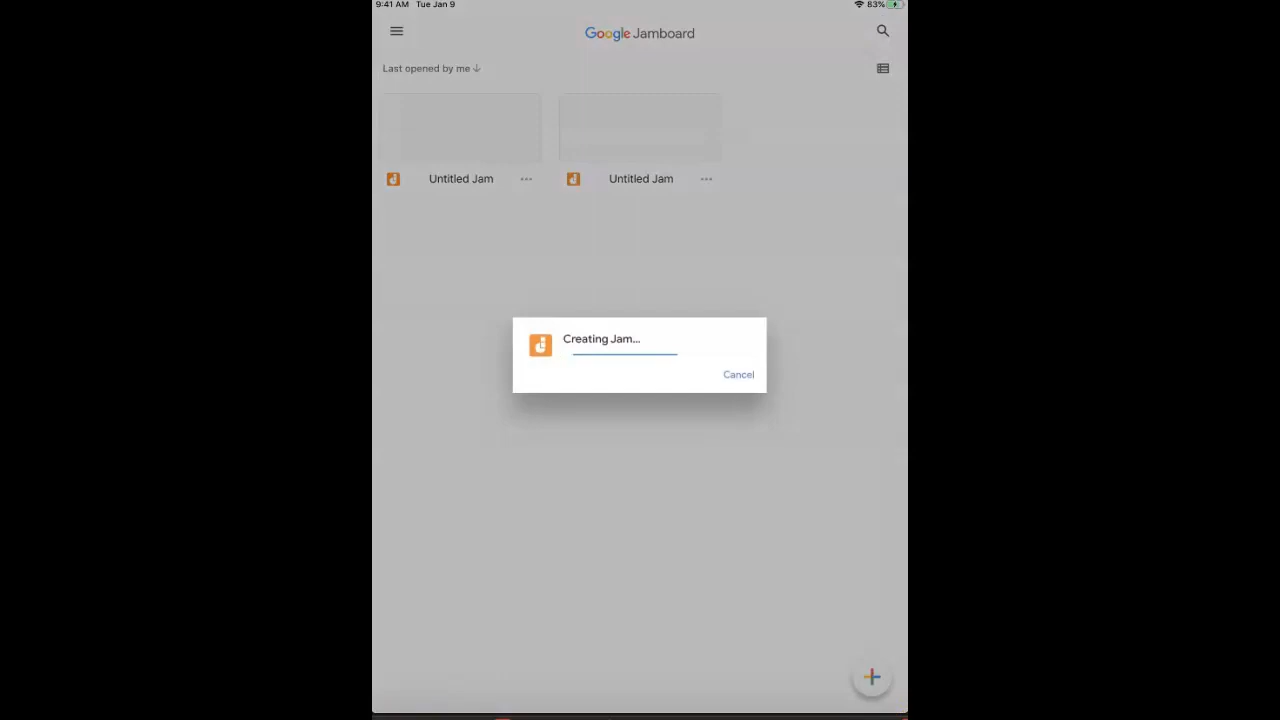 9:41 AM Tue Jan 9 83%
Google Jamboard
Last opened by me
Untitled Jam
Untitled Jam
Creating Jam...
Cancel